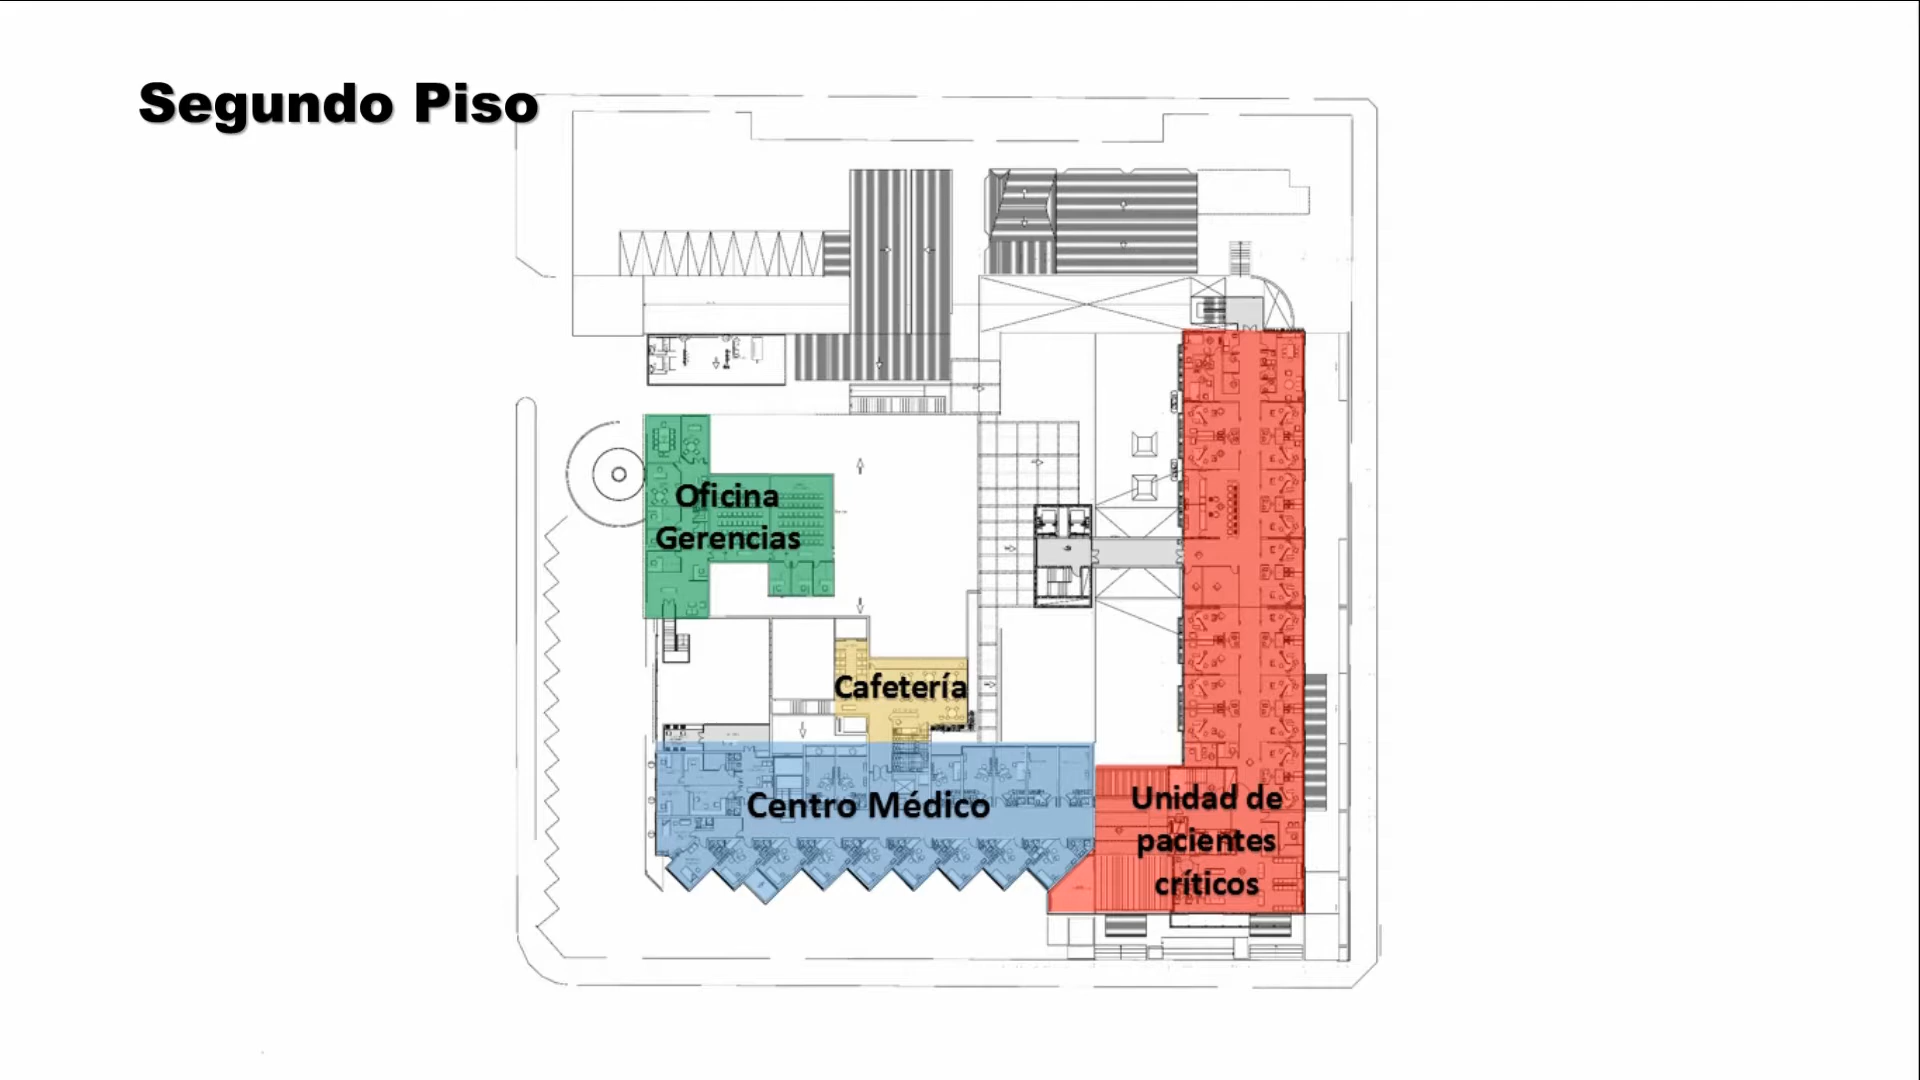 Segundo Piso
Oficina
Gerencias
Cafetería
Centro Médico
Unidad de
pacientes
críticos